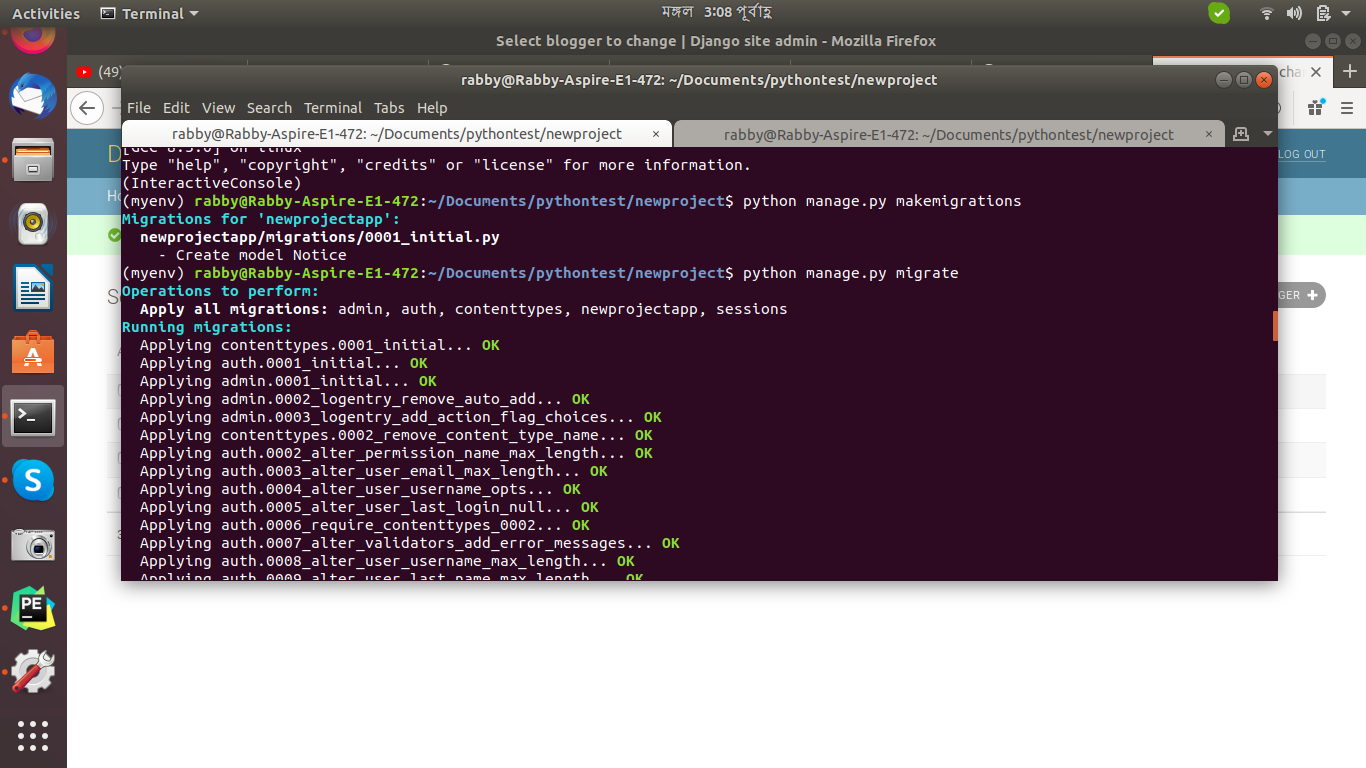 Activities Terminal মঙ্গল 3:08 পূর্বাহ্ণ
Select blogger to change | Django site admin - Mozilla Firefox
(49)
rabby@Rabby-Aspire-E1-472: ~/Documents/pythontest/newproject
File Edit View Search Terminal Tabs Help
rabby@Rabby-Aspire-E1-472: ~/Documents/pythontest/newproject × rabby@Rabby-Aspire-E1-472: ~/Documents/pythontest/newproject ×
LOG OUT
[GCC 8.3.0] on linux
Type "help", "copyright", "credits" or "license" for more information.
(InteractiveConsole)
(myenv) rabby@Rabby-Aspire-E1-472:~/Documents/pythontest/newproject$ python manage.py makemigrations
Migrations for 'newprojectapp':
newprojectapp/migrations/0001_initial.py
- Create model Notice
(myenv) rabby@Rabby-Aspire-E1-472:~/Documents/pythontest/newproject$ python manage.py migrate
Operations to perform:
Apply all migrations: admin, auth, contenttypes, newprojectapp, sessions
Running migrations:
Applying contenttypes.0001_initial... OK
Applying auth.0001_initial... OK
Applying admin.0001_initial... OK
Applying admin.0002_logentry_remove_auto_add... OK
Applying admin.0003_logentry_add_action_flag_choices... OK
Applying contenttypes.0002_remove_content_type_name... OK
Applying auth.0002_alter_permission_name_max_length... OK
Applying auth.0003_alter_user_email_max_length... OK
Applying auth.0004_alter_user_username_opts... OK
Applying auth.0005_alter_user_last_login_null... OK
Applying auth.0006_require_contenttypes_0002... OK
Applying auth.0007_alter_validators_add_error_messages... OK
Applying auth.0008_alter_user_username_max_length... OK
Applying auth.0009_alter_user_last_name_max_length... OK